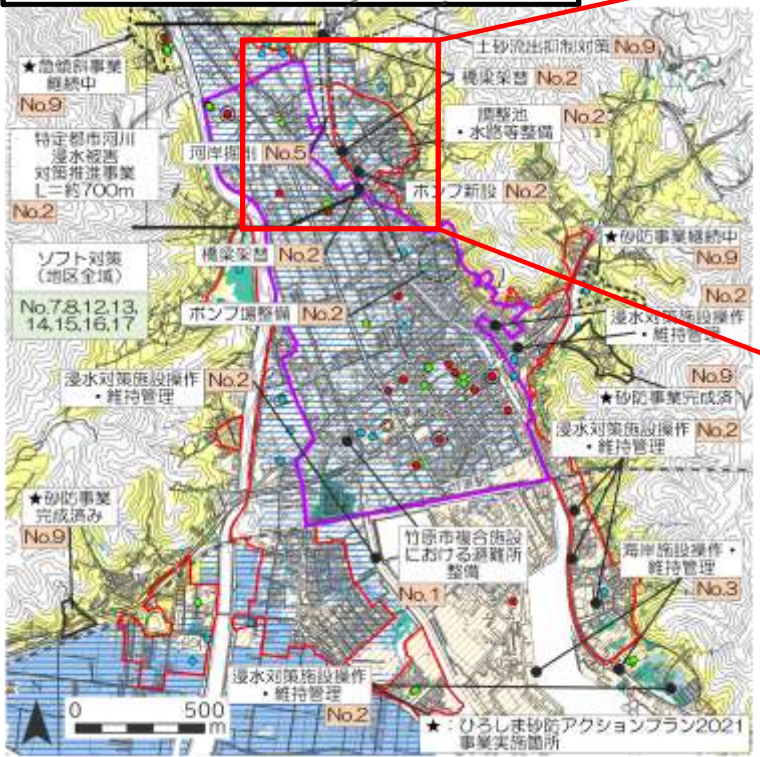 土砂流出抑制対策 No.9
★急傾斜事業
継続中
No.9
橋梁架替 No.2
調整池
・水路等整備
No.2
特定都市河川
浸水被害
対策推進事業
L＝約700m
No.2
河岸掘削 No.5
ポンプ新設 No.2
★砂防事業継続中
No.9
橋梁架替 No.2
ソフト対策
（地区全域）
No.7,8,12,13,
14,15,16,17
ポンプ場整備 No.2
No.2
浸水対策施設操作
・維持管理
浸水対策施設操作
・維持管理
No.2
No.9
★砂防事業完成済
浸水対策施設操作
・維持管理
No.2
★砂防事業
完成済み
No.9
竹原市複合施設
における避難所
整備
No.1
海岸施設操作・
維持管理
No.3
浸水対策施設操作
・維持管理
No.2
0 500
m
★：ひろしま砂防アクションプラン2021
事業実施箇所